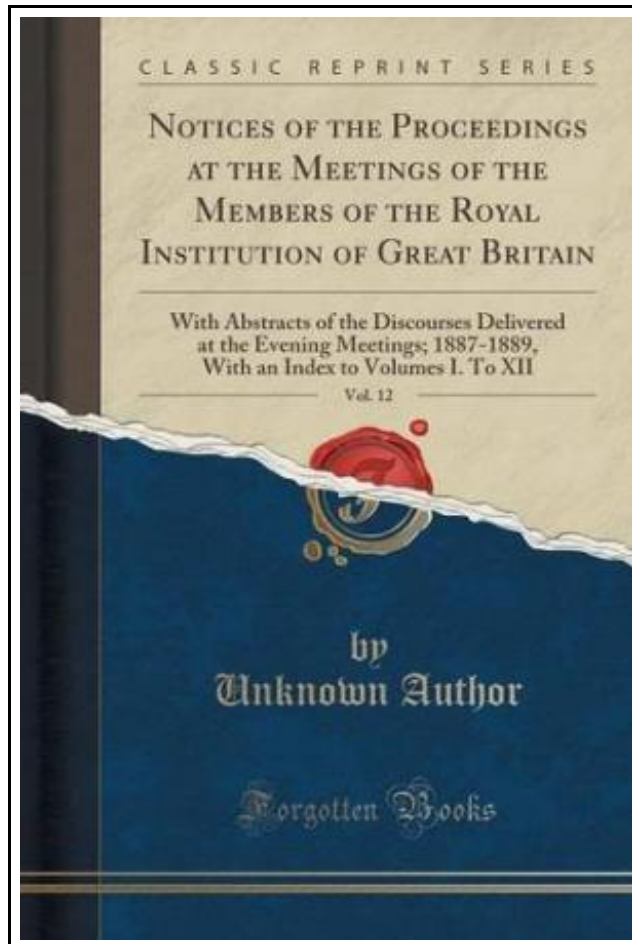 CLASSIC REPRINT SERIES
NOTICES OF THE PROCEEDINGS
AT THE MEETINGS OF THE
MEMBERS OF THE ROYAL
INSTITUTION OF GREAT BRITAIN
With Abstracts of the Discourses Delivered
at the Evening Meetings; 1887-1889,
With an Index to Volumes I. To XII
Vol. 12
by
Unknown Author
Forgotten Books